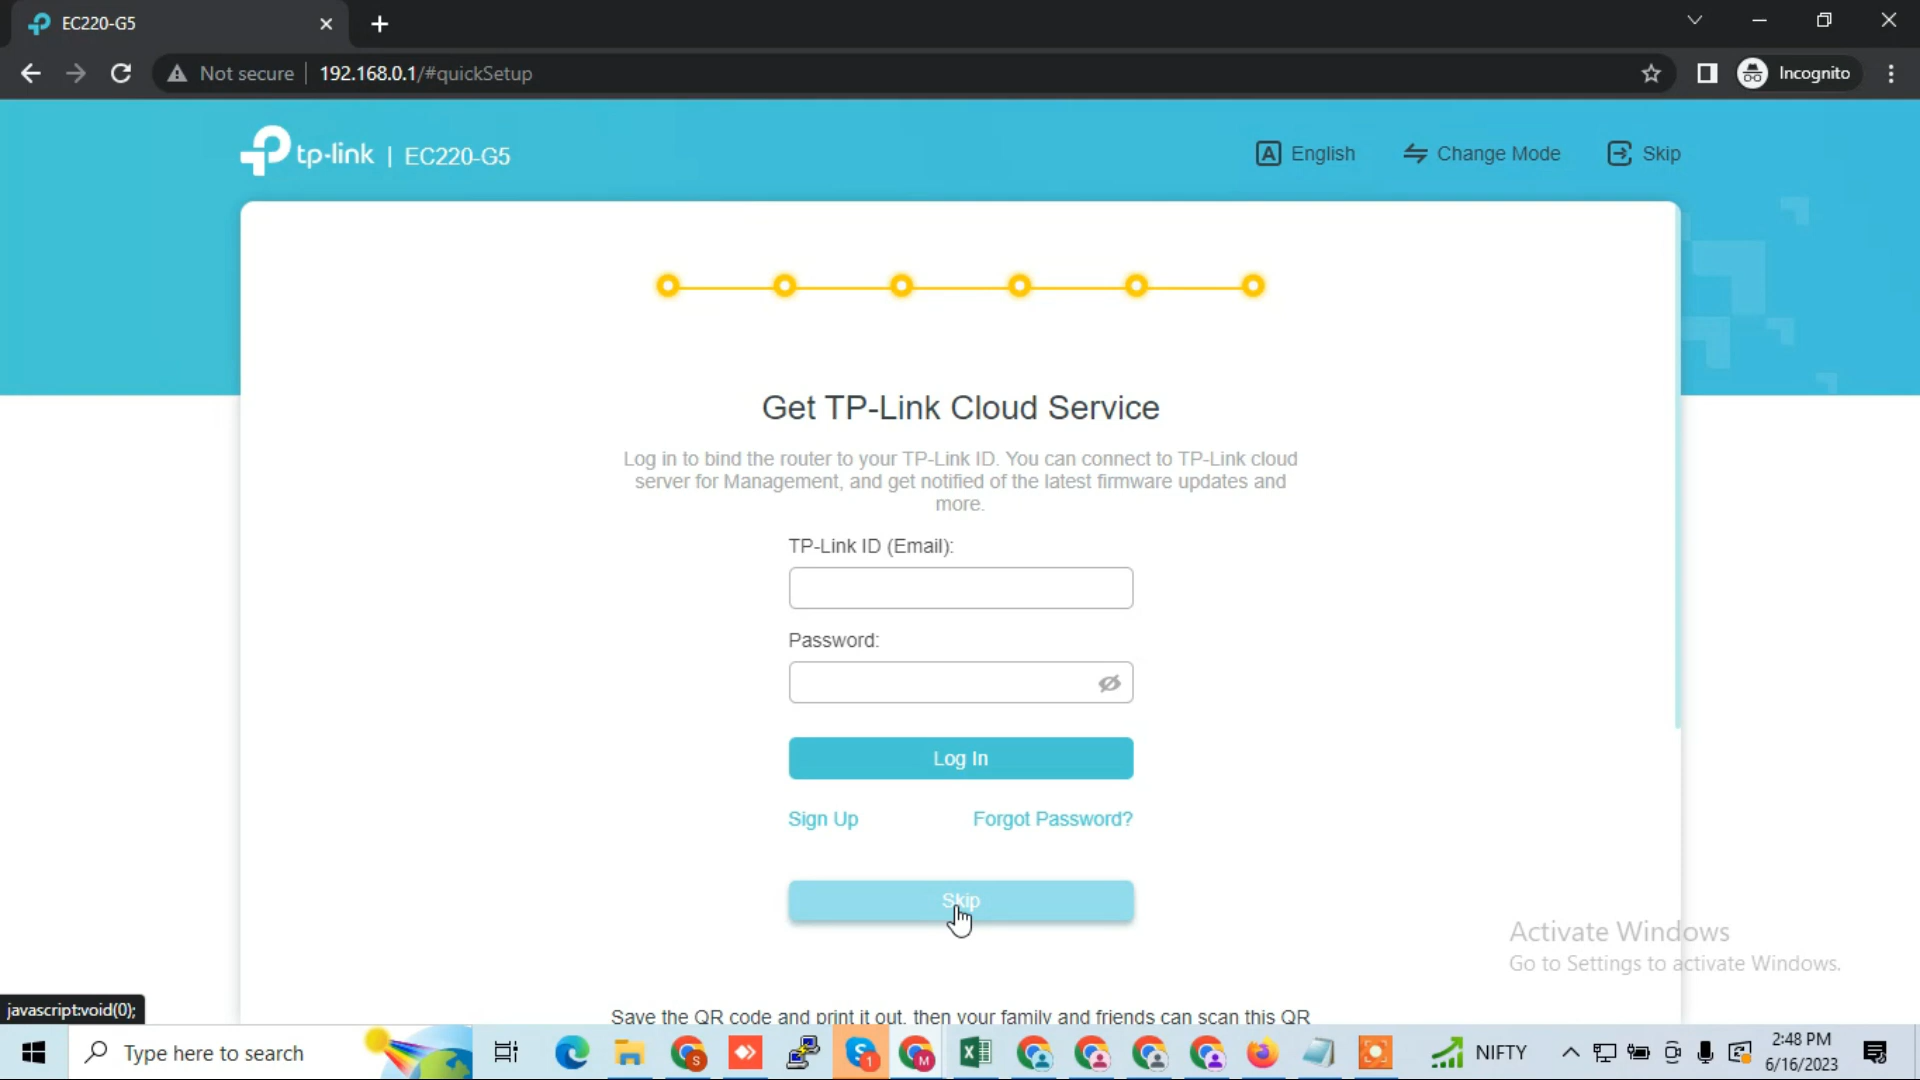 EC220-G5
Not secure 192.168.0.1/#quickSetup Incognito
tp-link | EC220-G5 English Change Mode Skip
Get TP-Link Cloud Service
Log in to bind the router to your TP-Link ID. You can connect to TP-Link cloud
server for Management, and get notified of the latest firmware updates and
more.
TP-Link ID (Email):
Password:
Log In
Sign Up Forgot Password?
Skip
Activate Windows
Go to Settings to activate Windows.
javascript:void(0);
Save the QR code and print it out, then your family and friends can scan this QR
Type here to search NIFTY 2:48 PM
6/16/2023